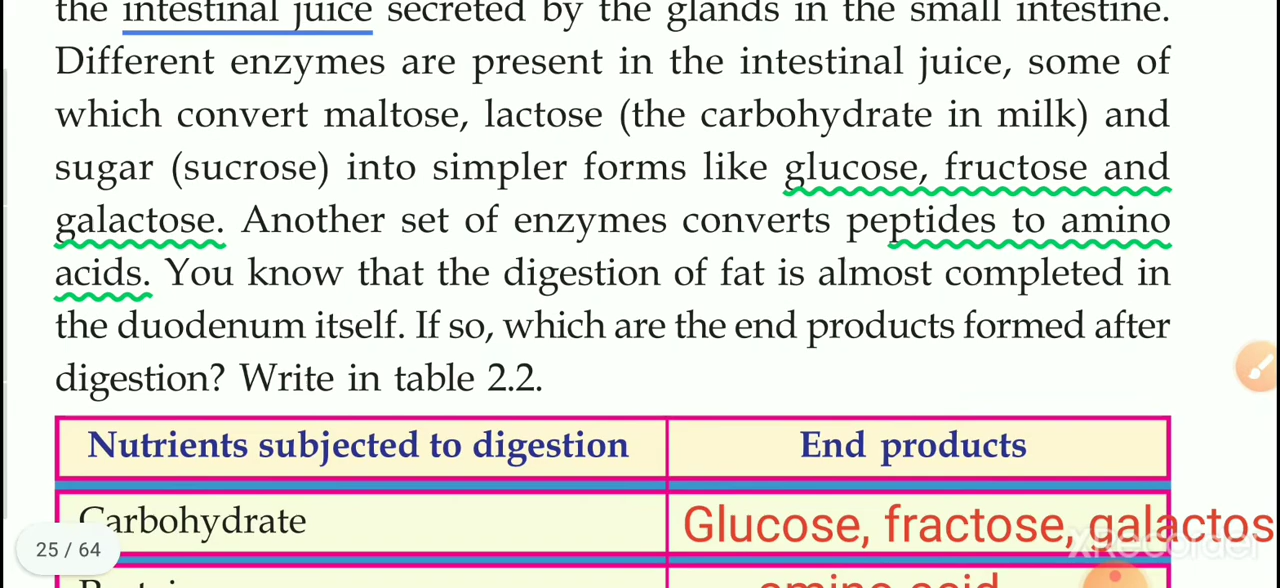 the intestinal juice secreted by the glands in the small intestine.
Different enzymes are present in the intestinal juice, some of
which convert maltose, lactose (the carbohydrate in milk) and
sugar (sucrose) into simpler forms like glucose, fructose and
galactose. Another set of enzymes converts peptides to amino
acids. You know that the digestion of fat is almost completed in
the duodenum itself. If so, which are the end products formed after
digestion? Write in table 2.2.
Nutrients subjected to digestion End products
Carbohydrate Glucose, fractose, galactos
25 / 64
XRecorder
amino acid